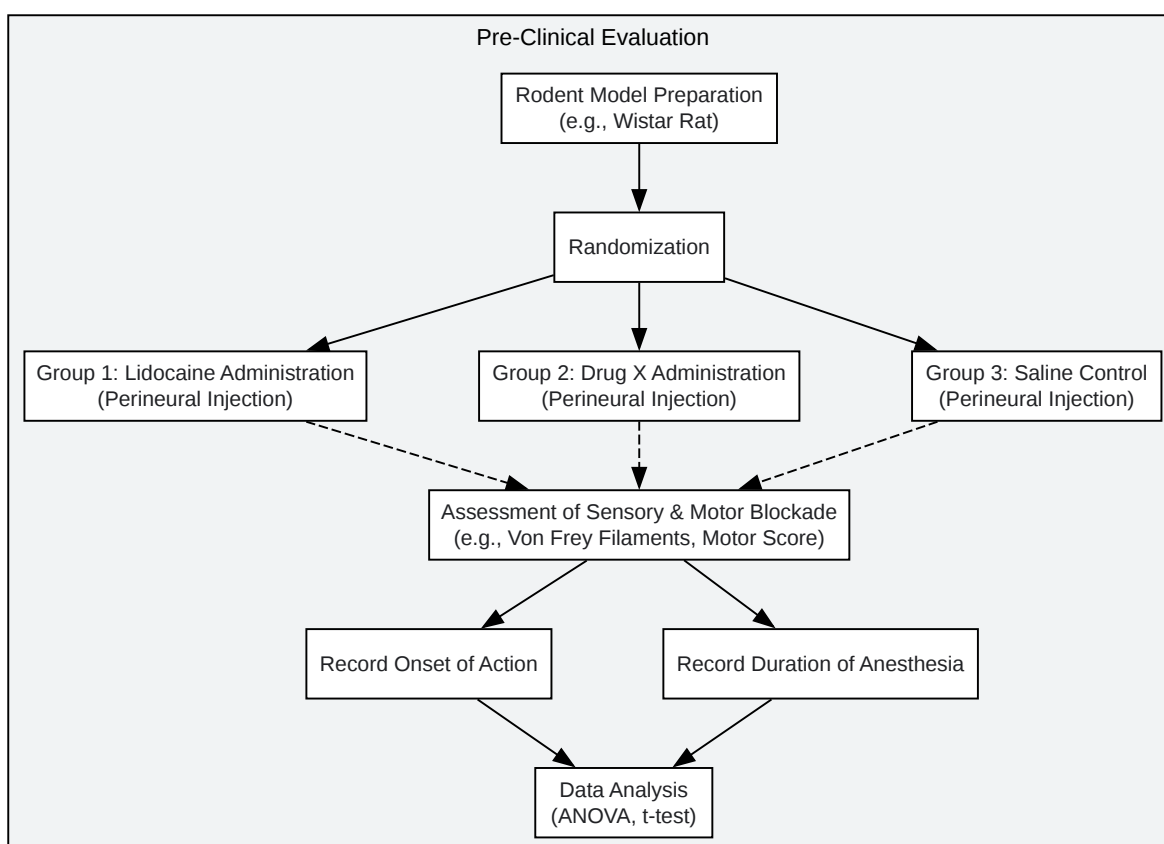 Pre-Clinical Evaluation
Rodent Model Preparation
(e.g., Wistar Rat)
Randomization
Group 1: Lidocaine Administration
(Perineural Injection)
Group 2: Drug X Administration
(Perineural Injection)
Group 3: Saline Control
(Perineural Injection)
Assessment of Sensory & Motor Blockade
(e.g., Von Frey Filaments, Motor Score)
Record Onset of Action
Record Duration of Anesthesia
Data Analysis
(ANOVA, t-test)